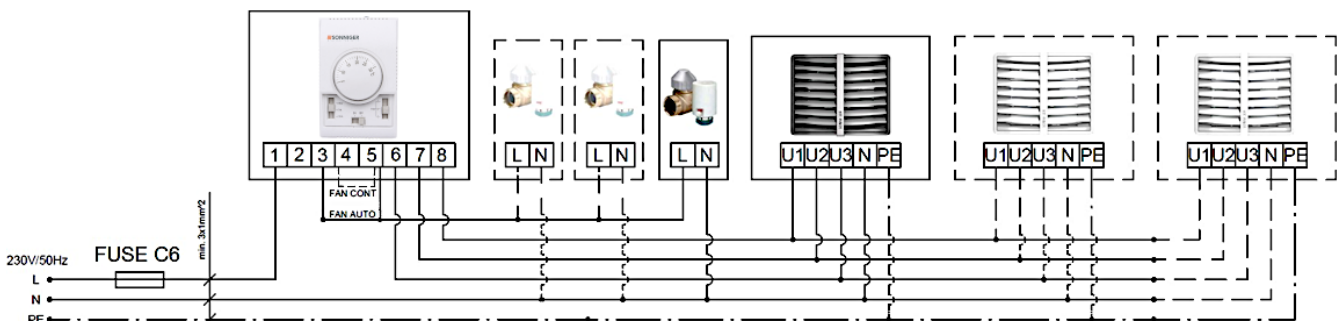 SONNIGER
1 2 3 4 5 6 7 8
L N
L N
L N
U1 U2 U3 N PE
U1 U2 U3 N PE
U1 U2 U3 N PE
FAN CONT
FAN AUTO
min. 3x1mm^2
230V/50Hz
FUSE C6
L
N
PE